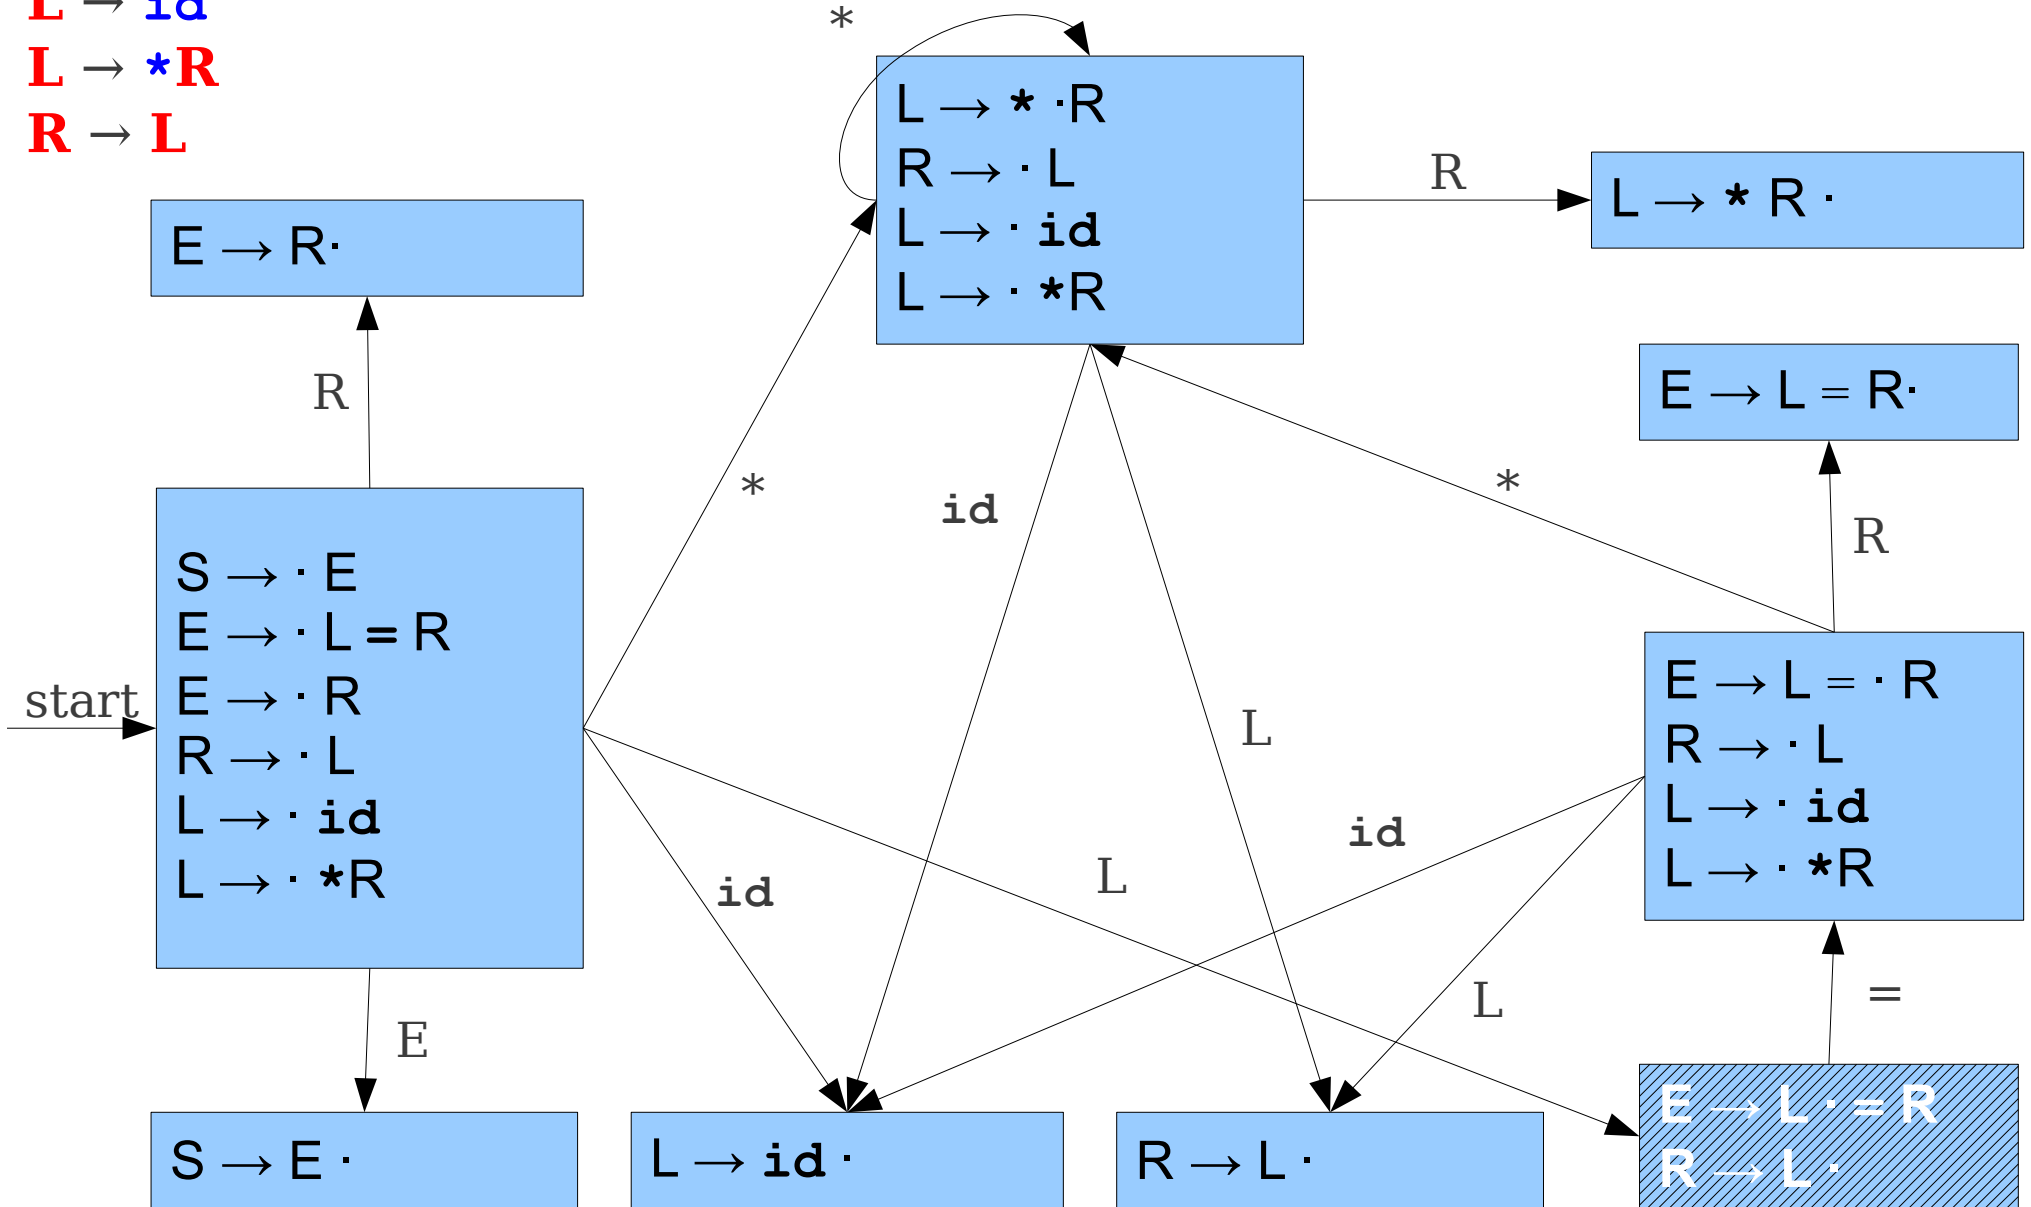 L → id
L → *R
R → L
*
L → * ·R
R → · L
L → · id
L → · *R
R
L → * R ·
E → R·
R
E → L = R·
R
*
id
*
start
S → · E
E → · L = R
E → · R
R → · L
L → · id
L → · *R
E → L = · R
R → · L
L → · id
L → · *R
L
id
L
id
L
=
E
S → E ·
L → id ·
R → L ·
E → L · = R
R → L ·